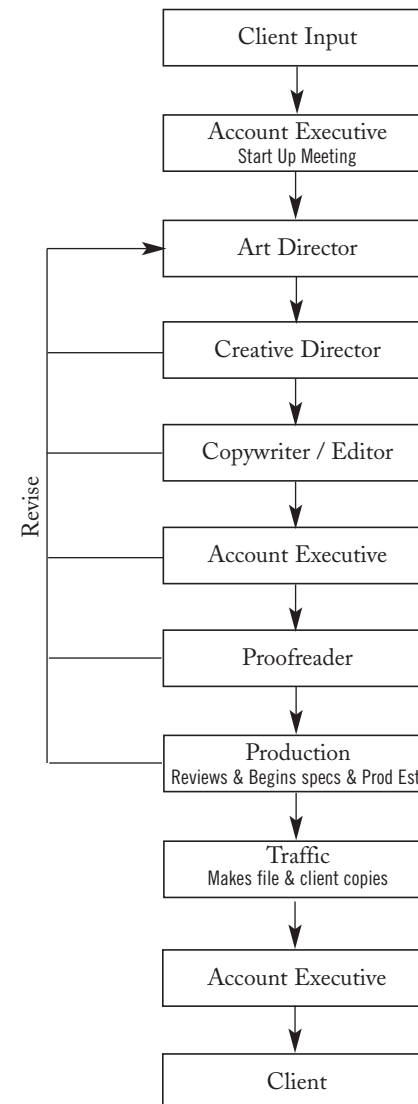 Client Input
Account Executive
Start Up Meeting
Art Director
Creative Director
Copywriter / Editor
Revise
Account Executive
Proofreader
Production
Reviews & Begins specs & Prod Est
Traffic
Makes file & client copies
Account Executive
Client